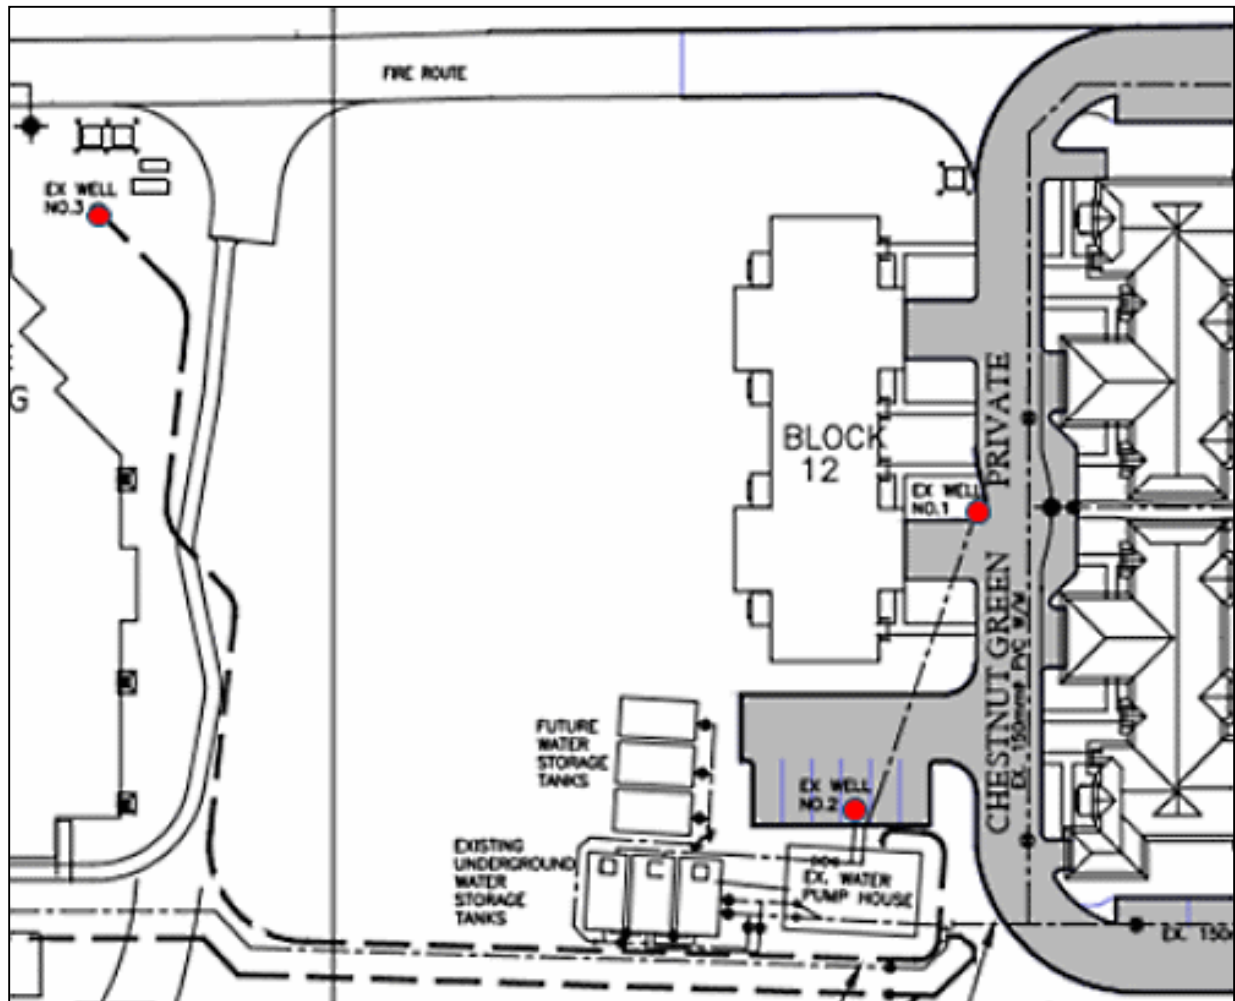 FIRE ROUTE
EX WELL
NO.3
G
BLOCK
12
PRIVATE
EX WELL
NO.1
CHESTNUT GREEN
EX. 150mmø PVC W/M
FUTURE
WATER
STORAGE
TANKS
EX WELL
NO.2
EXISTING
UNDERGROUND
WATER
STORAGE
TANKS
EX. WATER
PUMP HOUSE
EX. 150